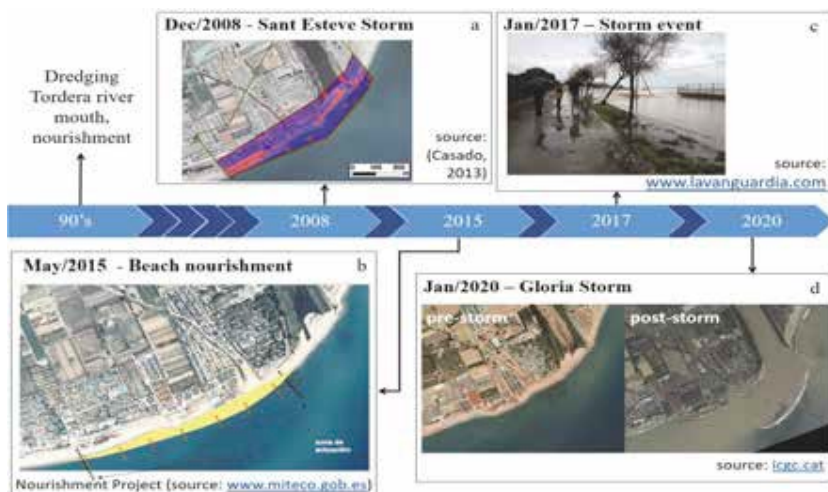 Dec/2008 - Sant Esteve Storm
a
source:
(Casado,
2013)
Jan/2017 – Storm event
c
source:
www.lavanguardia.com
Dredging
Tordera river
mouth,
nourishment
90's
2008
2015
2017
2020
May/2015 - Beach nourishment
b
Nourishment Project (source: www.miteco.gob.es)
Jan/2020 – Gloria Storm
d
pre-storm
post-storm
source: icgc.cat